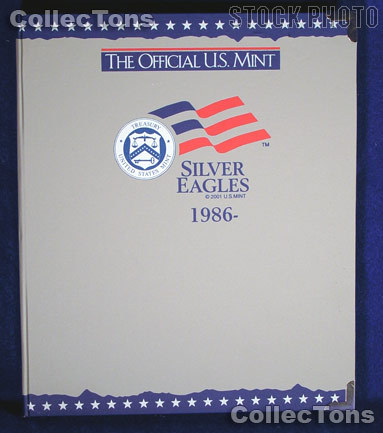 CollecTons
STOCK PHOTO
THE OFFICIAL U.S. MINT
TREASURY
UNITED STATES MINT
TM
SILVER
EAGLES
© 2001 U.S. MINT
1986-
CollecTons